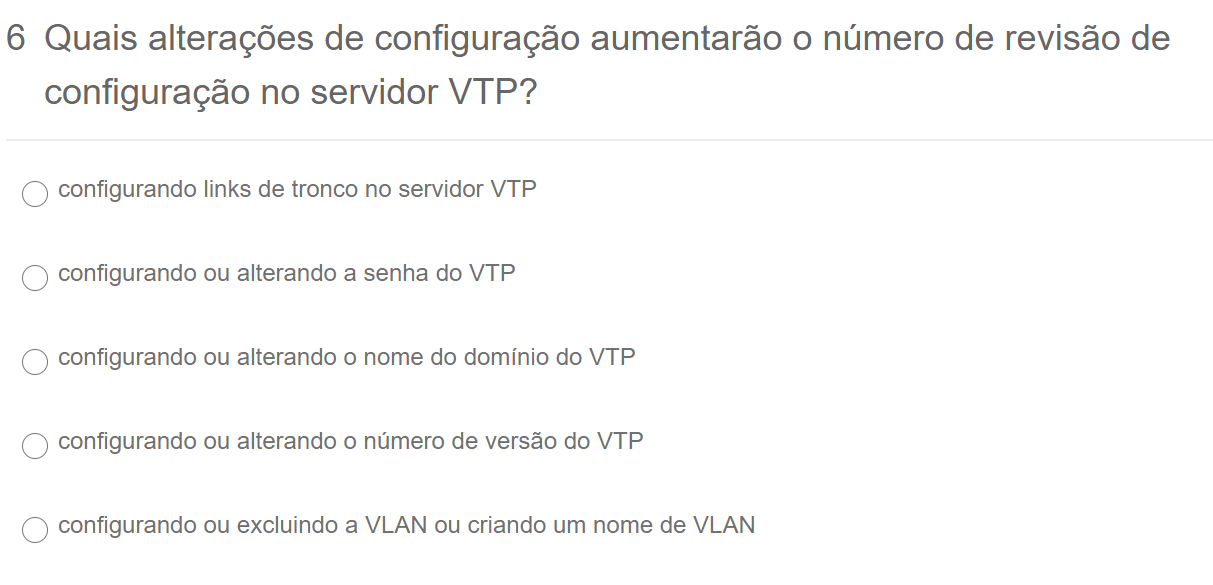 6 Quais alterações de configuração aumentarão o número de revisão de
configuração no servidor VTP?
configurando links de tronco no servidor VTP
configurando ou alterando a senha do VTP
configurando ou alterando o nome do domínio do VTP
configurando ou alterando o número de versão do VTP
configurando ou excluindo a VLAN ou criando um nome de VLAN